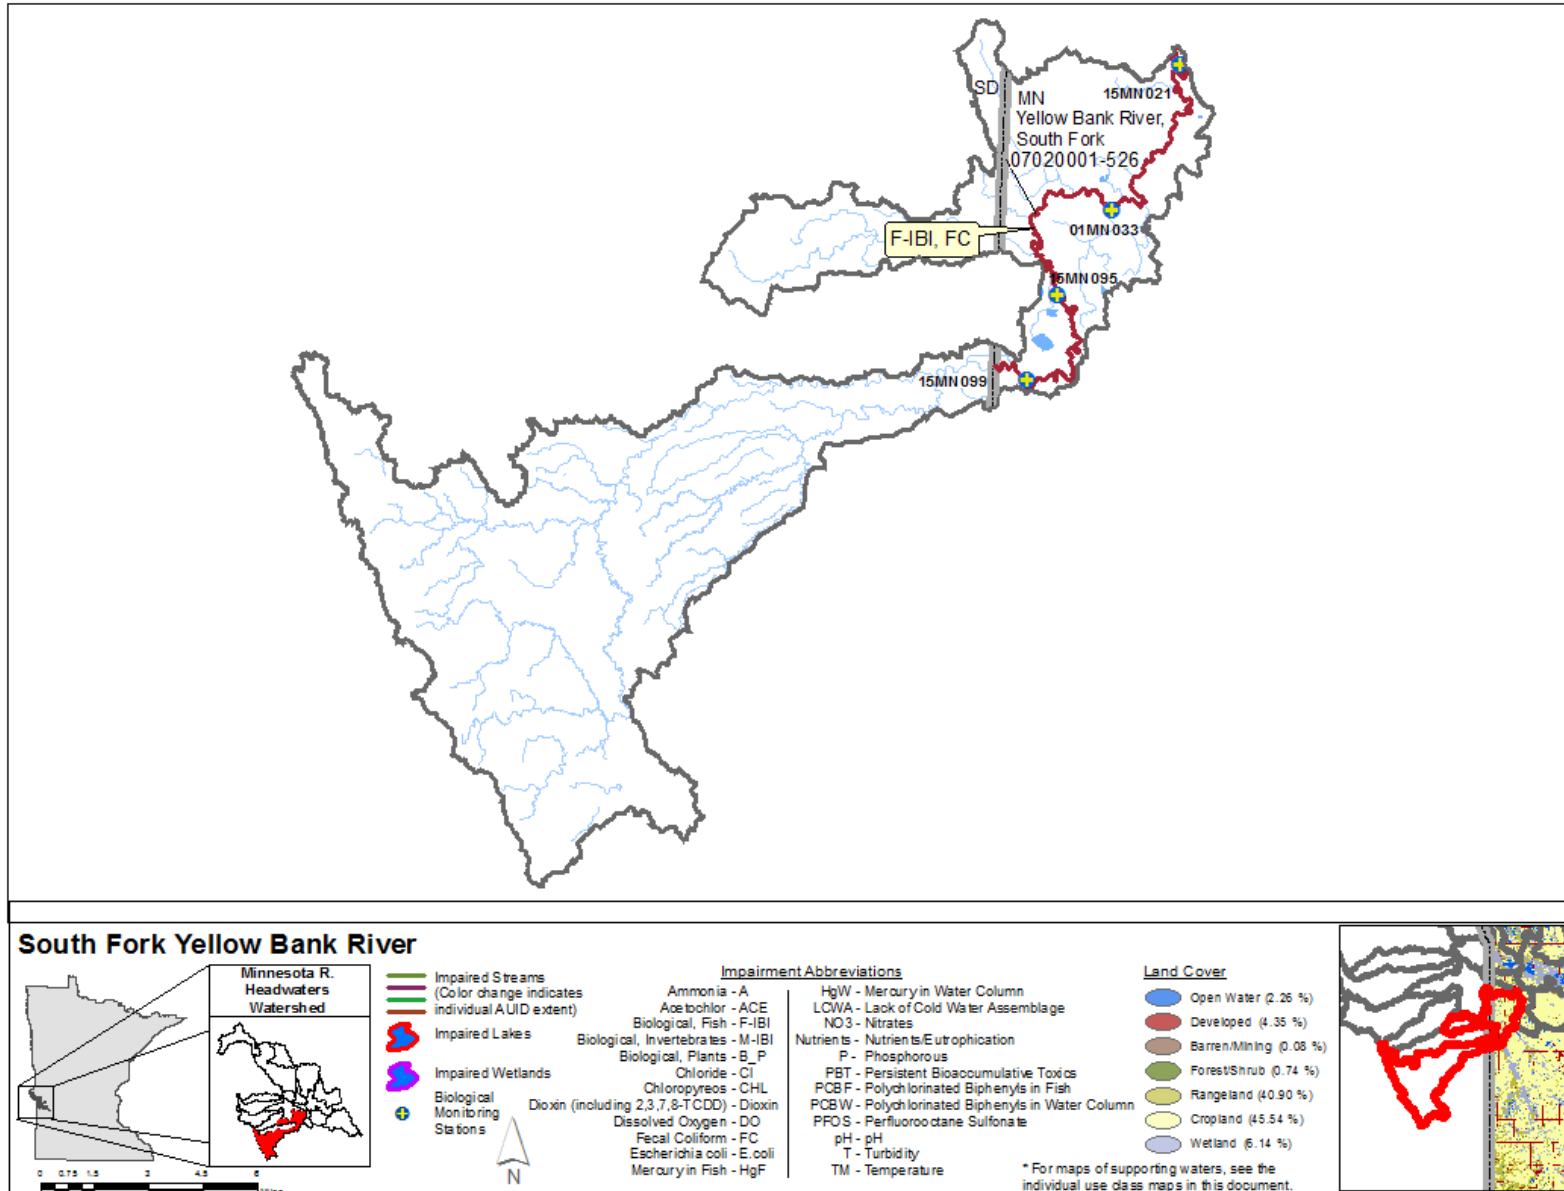 SD
MN
Yellow Bank River,
South Fork
07020001-526
15MN021
01MN033
F-IBI, FC
15MN095
15MN099
South Fork Yellow Bank River
Minnesota R.
Headwaters
Watershed
0 0.75 1.5 3 4.5 6
N
Impaired Streams
(Color change indicates
individual AUID extent)
Impaired Lakes
Impaired Wetlands
Biological
Monitoring
Stations
Impairment Abbreviations
Ammonia - A
Acetochlor - ACE
Biological, Fish - F-IBI
Biological, Invertebrates - M-IBI
Biological, Plants - B_P
Chloride - Cl
Chloropyreos - CHL
Dioxin (including 2,3,7,8-TCDD) - Dioxin
Dissolved Oxygen - DO
Fecal Coliform - FC
Escherichia coli - E.coli
Mercury in Fish - HgF
HgW - Mercury in Water Column
LCWA - Lack of Cold Water Assemblage
NO3 - Nitrates
Nutrients - Nutrients/Eutrophication
P - Phosphorous
PBT - Persistent Bioaccumulative Toxics
PCBF - Polychlorinated Biphenyls in Fish
PCBW - Polychlorinated Biphenyls in Water Column
PFOS - Perfluorooctane Sulfonate
pH - pH
T - Turbidity
TM - Temperature
Land Cover
Open Water (2.26 %)
Developed (4.35 %)
Barren/Mining (0.08 %)
Forest/Shrub (0.74 %)
Rangeland (40.90 %)
Cropland (45.54 %)
Wetland (6.14 %)
* For maps of supporting waters, see the
individual use class maps in this document.